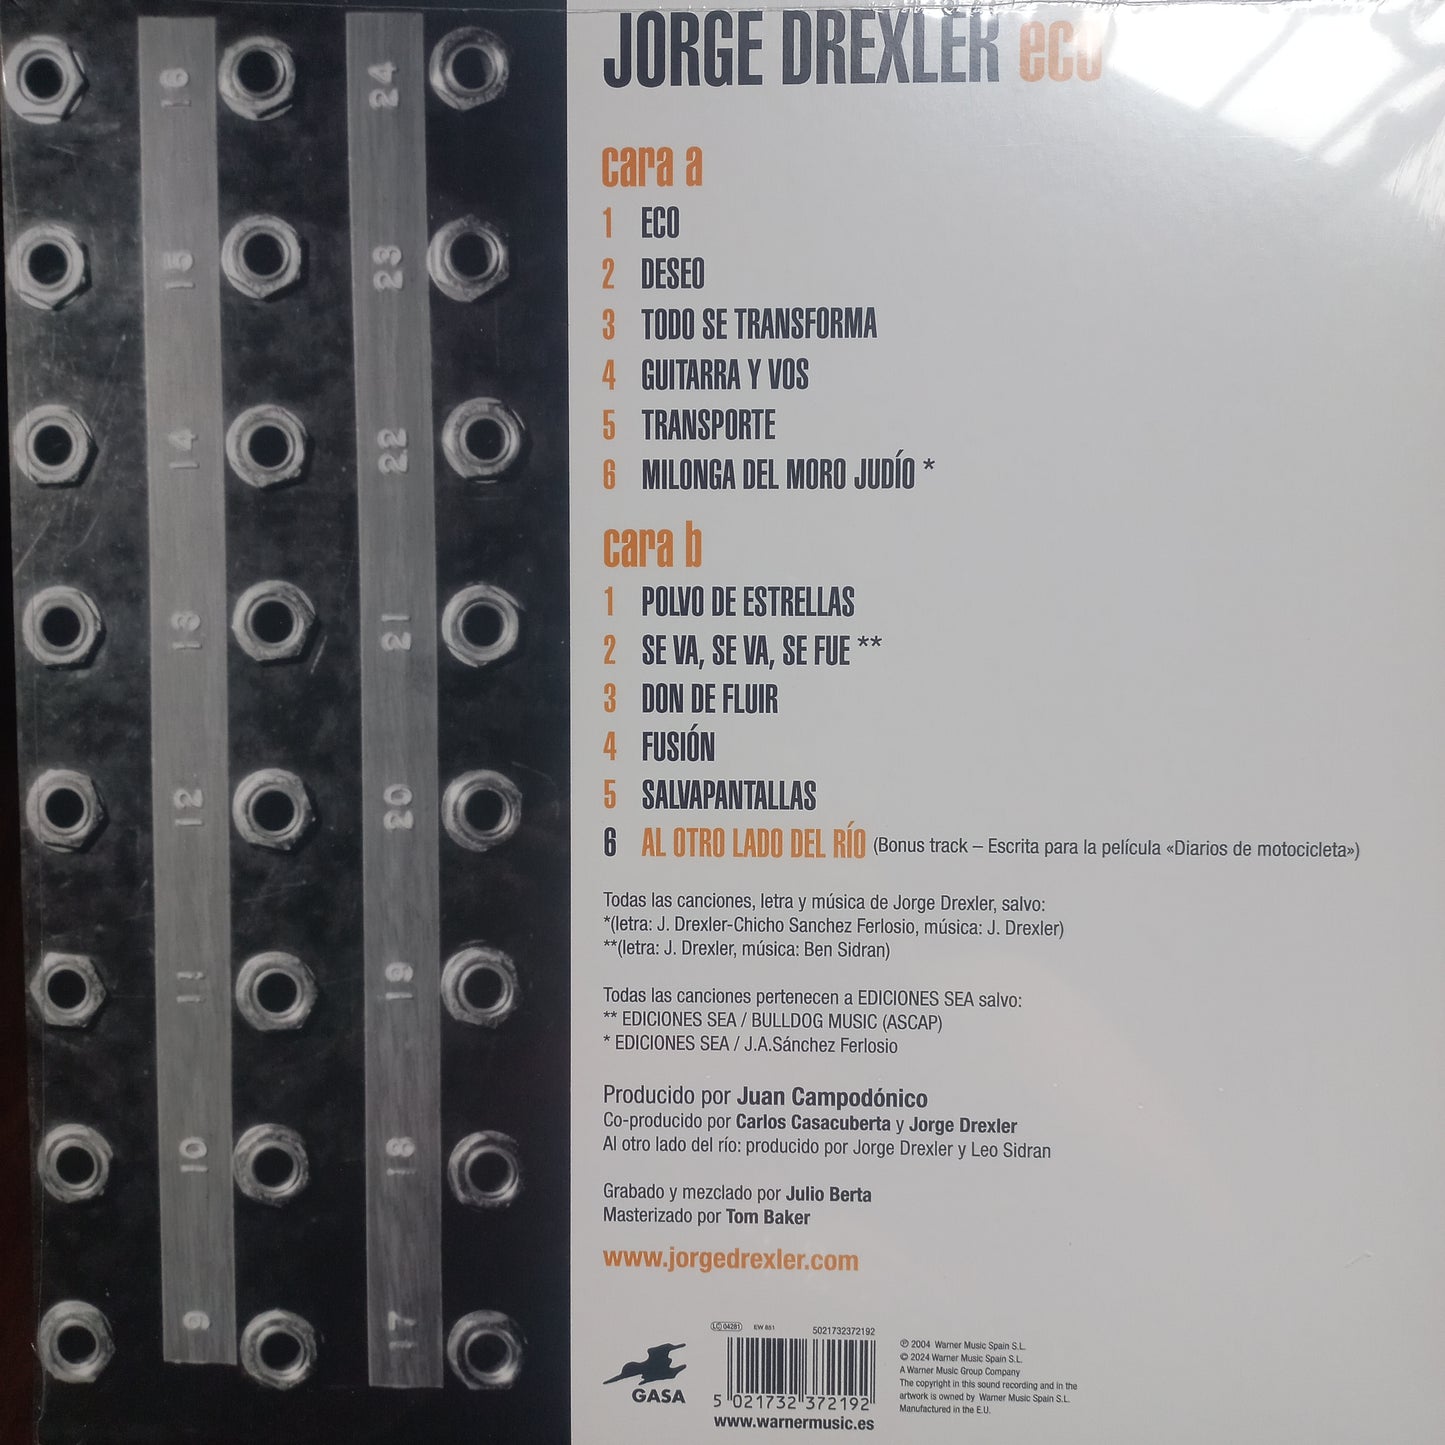 JORGE DREXLER eco
cara a
1 ECO
2 DESEO
3 TODO SE TRANSFORMA
4 GUITARRA Y VOS
5 TRANSPORTE
6 MILONGA DEL MORO JUDÍO *
cara b
1 POLVO DE ESTRELLAS
2 SE VA, SE VA, SE FUE **
3 DON DE FLUIR
4 FUSIÓN
5 SALVAPANTALLAS
6 AL OTRO LADO DEL RÍO (Bonus track – Escrita para la película «Diarios de motocicleta»)
Todas las canciones, letra y música de Jorge Drexler, salvo:
*(letra: J. Drexler-Chicho Sanchez Ferlosio, música: J. Drexler)
**(letra: J. Drexler, música: Ben Sidran)
Todas las canciones pertenecen a EDICIONES SEA salvo:
** EDICIONES SEA / BULLDOG MUSIC (ASCAP)
* EDICIONES SEA / J.A.Sánchez Ferlosio
Producido por Juan Campodónico
Co-producido por Carlos Casacuberta y Jorge Drexler
Al otro lado del río: producido por Jorge Drexler y Leo Sidran
Grabado y mezclado por Julio Berta
Masterizado por Tom Baker
www.jorgedrexler.com
GASA
LC 04281 EW 851 5021732372192
5 021732 372192
www.warnermusic.es
℗ 2004 Warner Music Spain S.L.
© 2024 Warner Music Spain S.L.
A Warner Music Group Company
The copyright in this sound recording and in the
artwork is owned by Warner Music Spain S.L.
Manufactured in the E.U.
16 24
15 23
14 22
13 21
12 20
11 19
10 18
9 17